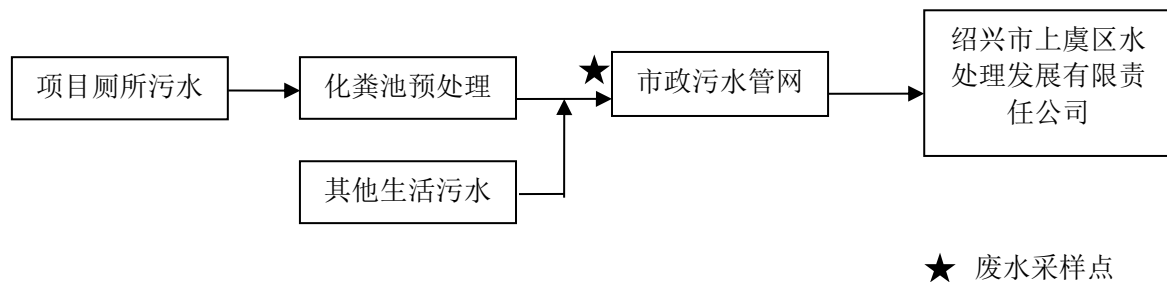 项目厕所污水
化粪池预处理
市政污水管网
绍兴市上虞区水
处理发展有限责
任公司
其他生活污水
★ 废水采样点